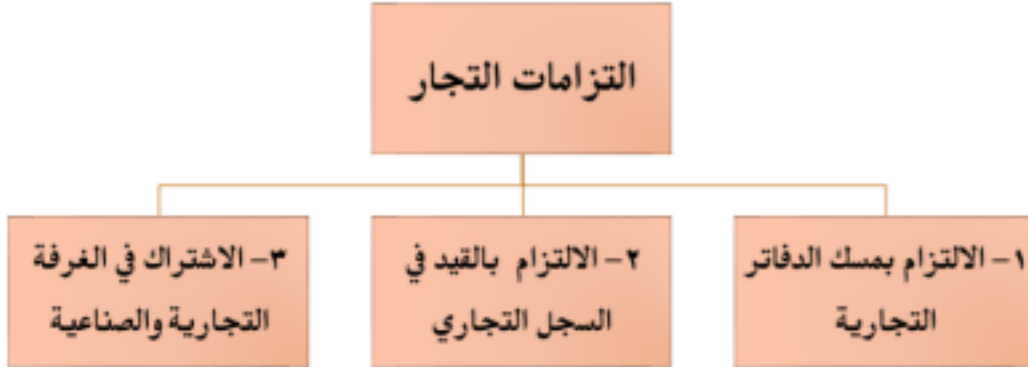 التزامات التجار
١- الالتزام بمسك الدفاتر
التجارية
٢- الالتزام بالقيد في
السجل التجاري
٣- الاشتراك في الغرفة
التجارية والصناعية